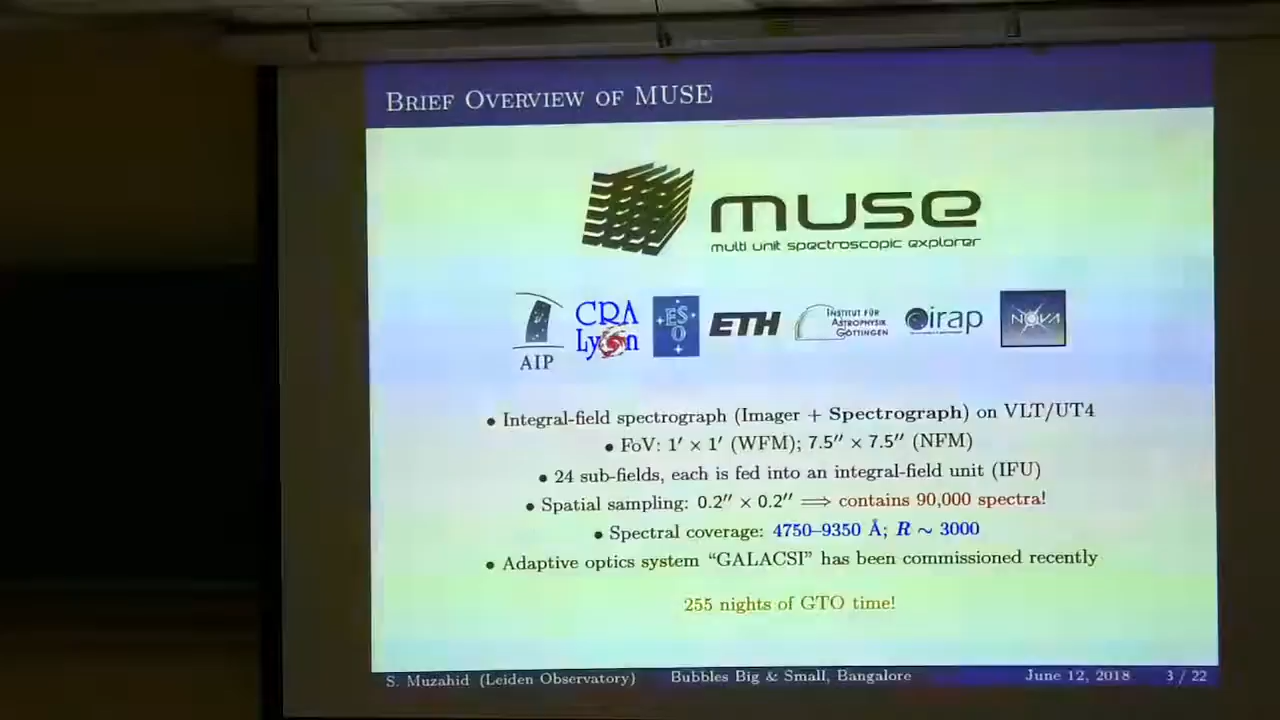 BRIEF OVERVIEW OF MUSE
muse
multi unit spectroscopic explorer
AIP
CRA
Lyon
ESO
ETH
INSTITUT FÜR
ASTROPHYSIK
GÖTTINGEN
irap
NOVA
• Integral-field spectrograph (Imager + Spectrograph) on VLT/UT4
• FoV: 1′ × 1′ (WFM); 7.5″ × 7.5″ (NFM)
• 24 sub-fields, each is fed into an integral-field unit (IFU)
• Spatial sampling: 0.2″ × 0.2″ ⟹ contains 90,000 spectra!
• Spectral coverage: 4750–9350 Å; R ∼ 3000
• Adaptive optics system “GALACSI” has been commissioned recently
255 nights of GTO time!
S. Muzahid (Leiden Observatory) Bubbles Big & Small, Bangalore June 12, 2018 3 / 22